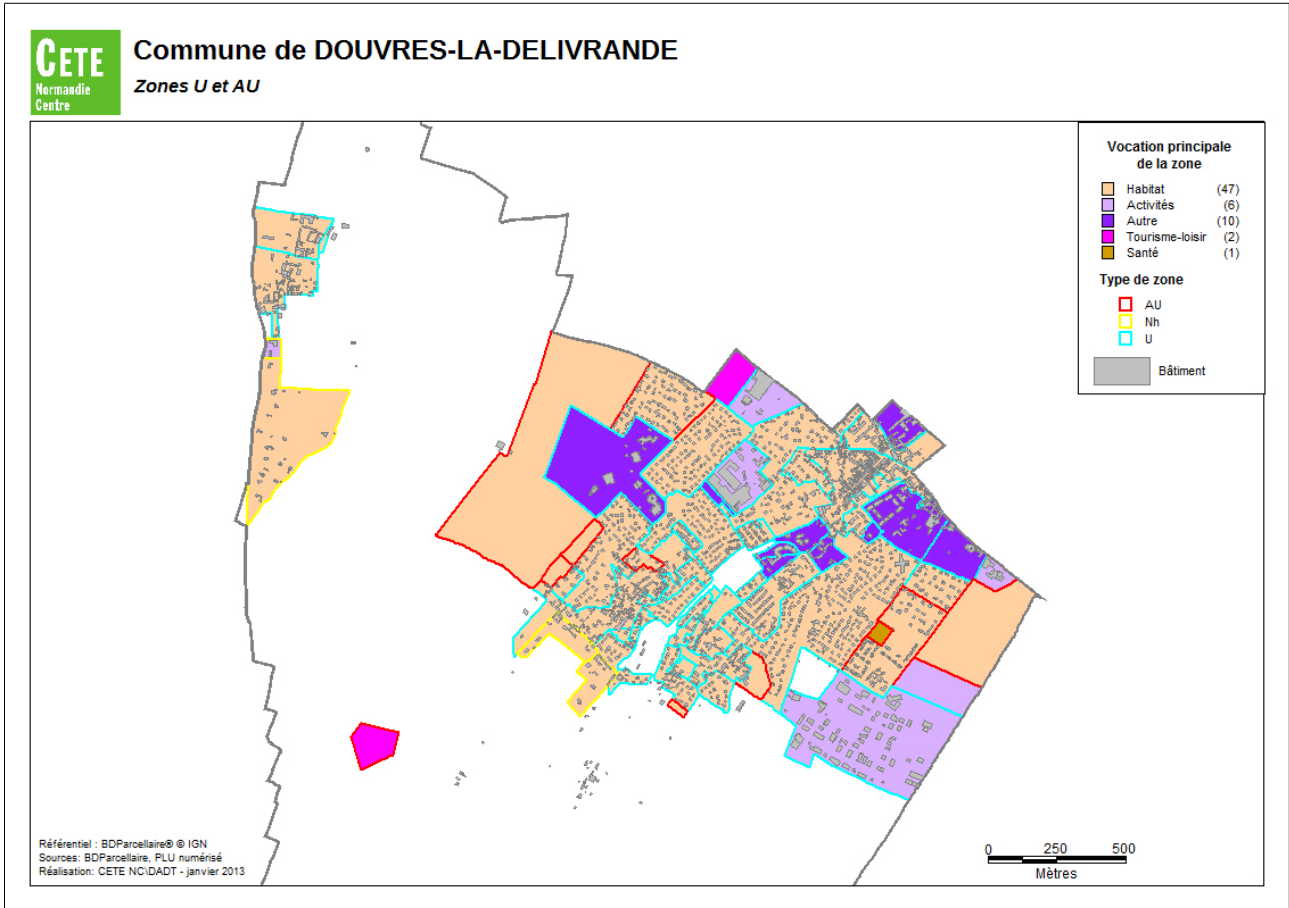 CETE
Normandie
Centre
Commune de DOUVRES-LA-DELIVRANDE
Zones U et AU
Vocation principale
de la zone
Habitat (47)
Activités (6)
Autre (10)
Tourisme-loisir (2)
Santé (1)
Type de zone
AU
Nh
U
Bâtiment
Référentiel : BDParcellaire® © IGN
Sources: BDParcellaire, PLU numérisé
Réalisation: CETE NC\DADT - janvier 2013
0 250 500
Mètres